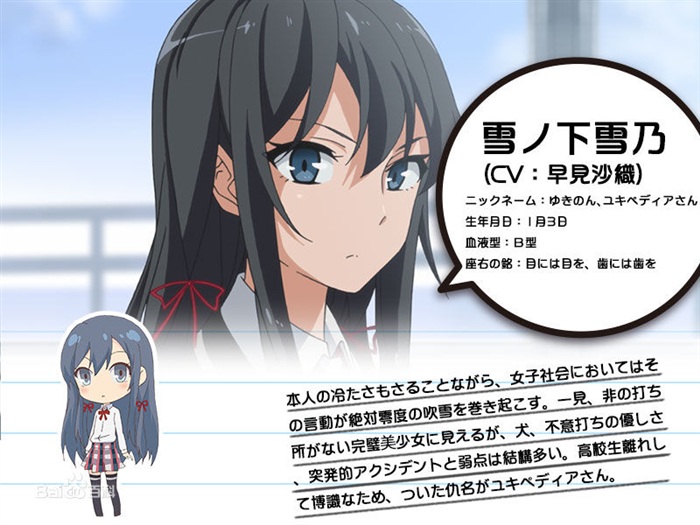 雪ノ下雪乃
(CV：早見沙織)
ニックネーム：ゆきのん、ユキペディアさん
生年月日：1月3日
血液型：B型
座右の銘：目には目を、歯には歯を
本人の冷たさもさることながら、女子社会においてはそ
の言動が絶対零度の吹雪を巻き起こす。一見、非の打ち
所がない完璧美少女に見えるが、犬、不意打ちの優しさ
、突発的アクシデントと弱点は結構多い。高校生離れし
て博識なため、ついた仇名がユキペディアさん。
Baidu百科